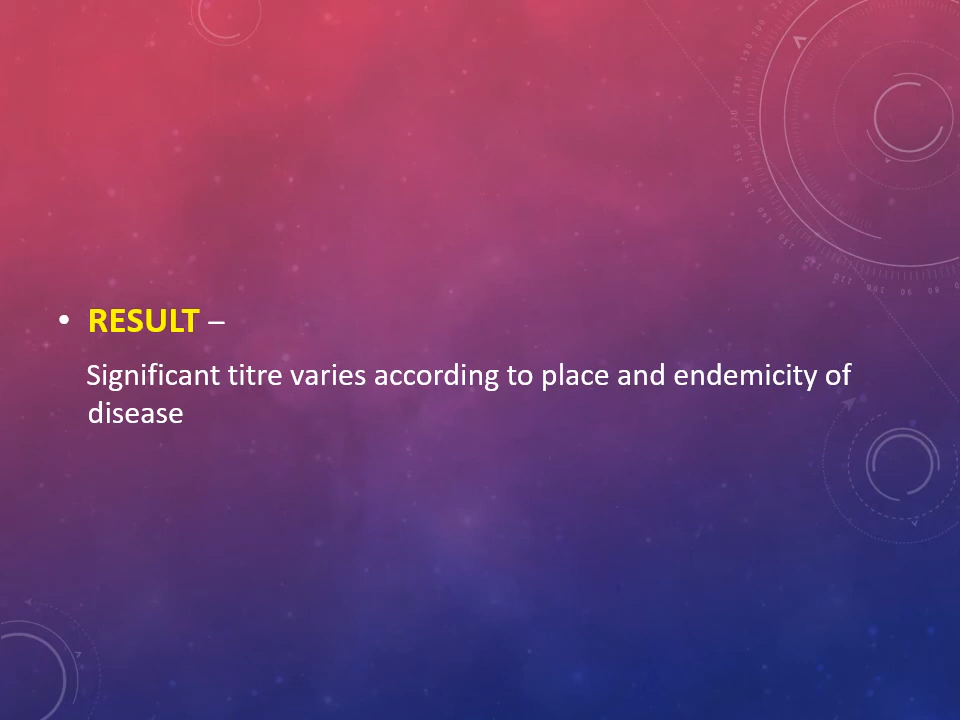 • RESULT –
Significant titre varies according to place and endemicity of
disease